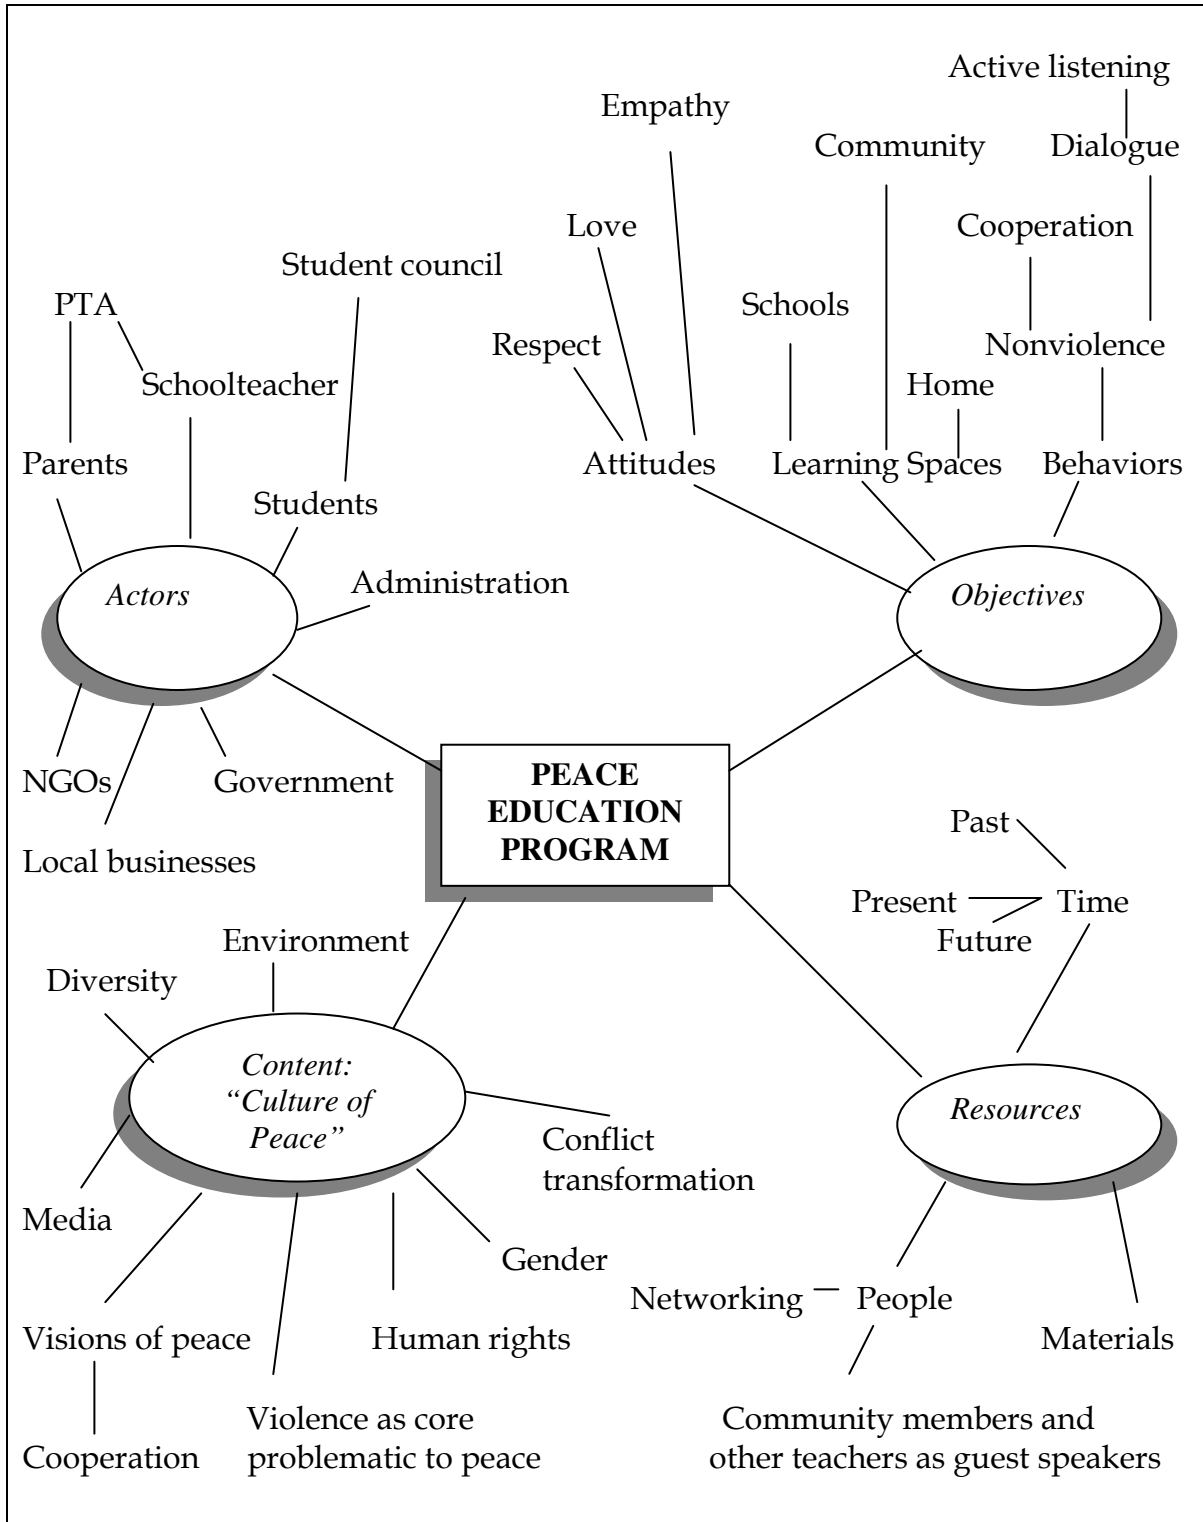 Active listening
Empathy
Community
Dialogue
Love
Cooperation
Student council
PTA
Schools
Respect
Nonviolence
Schoolteacher
Home
Parents
Attitudes
Learning Spaces
Behaviors
Students
Administration
Actors
Objectives
NGOs
Government
PEACE
EDUCATION
PROGRAM
Local businesses
Past
Present
Time
Future
Environment
Diversity
Content:
“Culture of
Peace”
Resources
Conflict
transformation
Media
Gender
Networking
People
Visions of peace
Human rights
Materials
Cooperation
Violence as core
problematic to peace
Community members and
other teachers as guest speakers